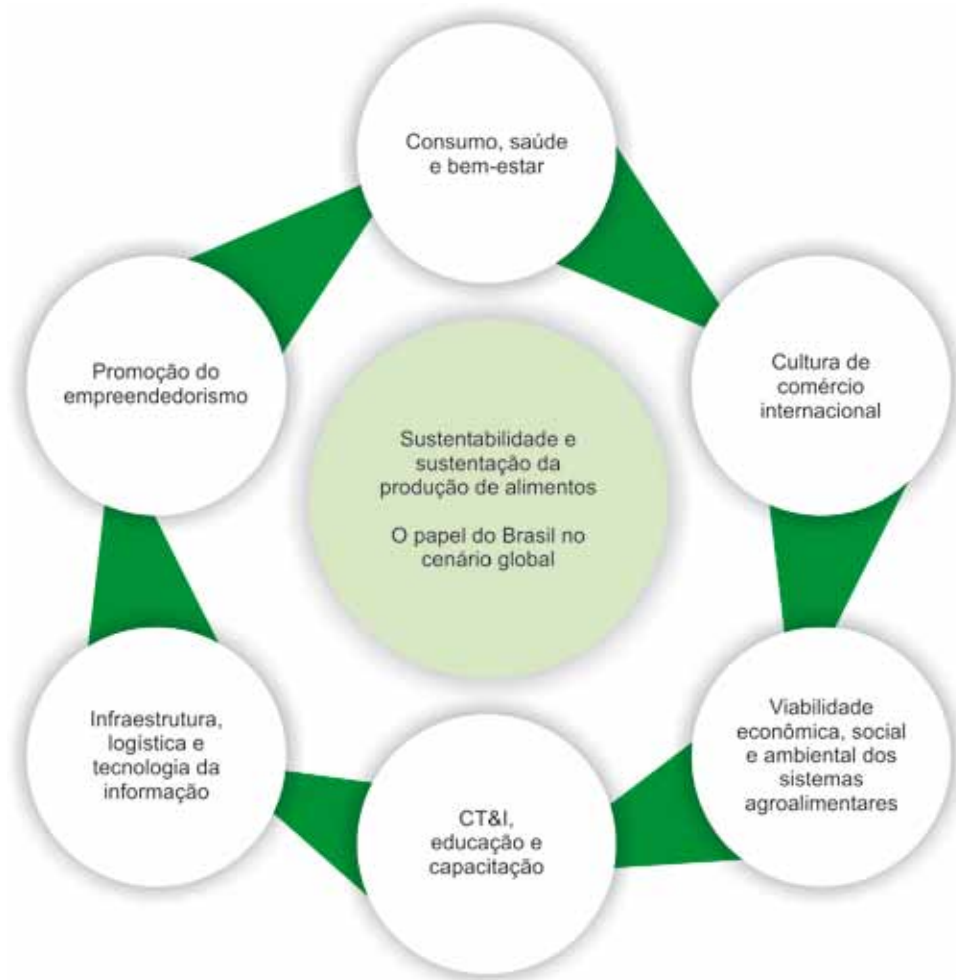 Consumo, saúde
e bem-estar
Cultura de
comércio
internacional
Viabilidade
econômica, social
e ambiental dos
sistemas
agroalimentares
CT&I,
educação e
capacitação
Infraestrutura,
logística e
tecnologia da
informação
Promoção do
empreendedorismo
Sustentabilidade e
sustentação da
produção de alimentos
O papel do Brasil no
cenário global